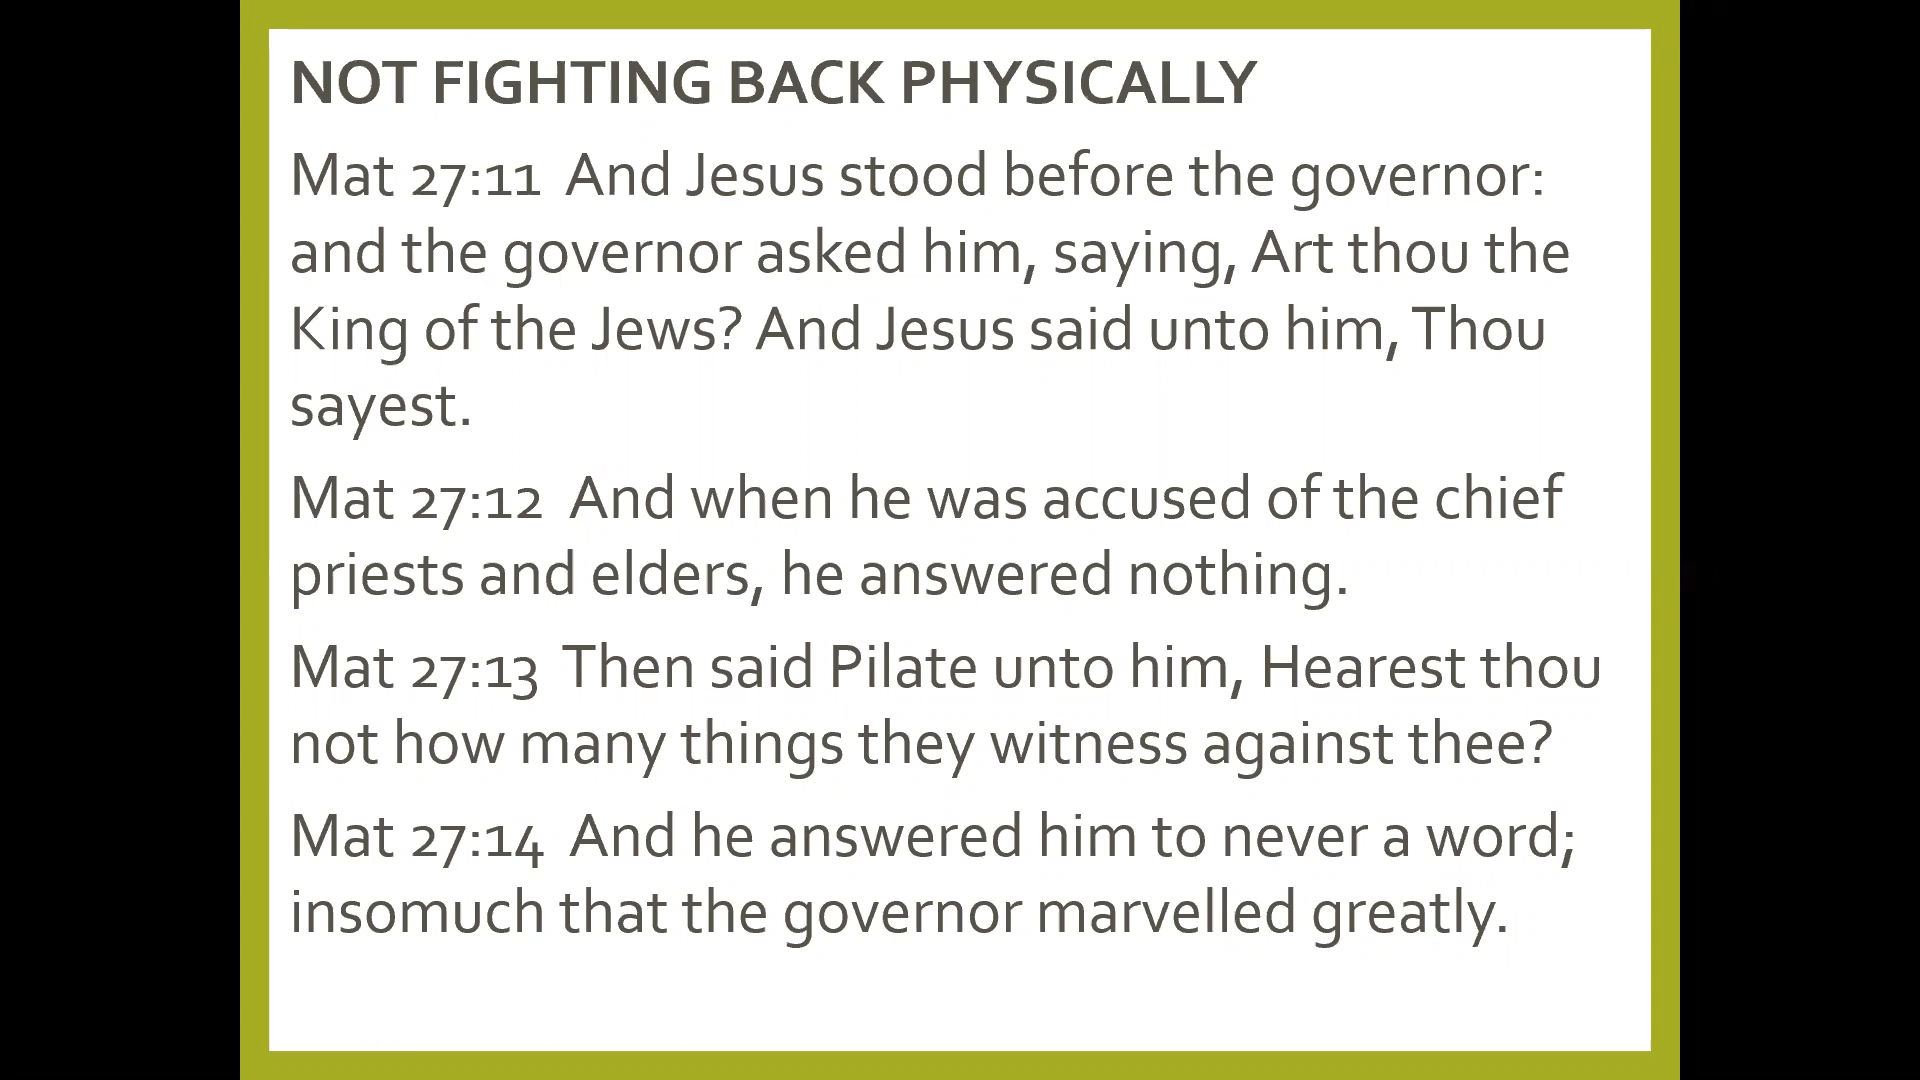 NOT FIGHTING BACK PHYSICALLY
Mat 27:11  And Jesus stood before the governor:
and the governor asked him, saying, Art thou the
King of the Jews? And Jesus said unto him, Thou
sayest.
Mat 27:12  And when he was accused of the chief
priests and elders, he answered nothing.
Mat 27:13  Then said Pilate unto him, Hearest thou
not how many things they witness against thee?
Mat 27:14  And he answered him to never a word;
insomuch that the governor marvelled greatly.